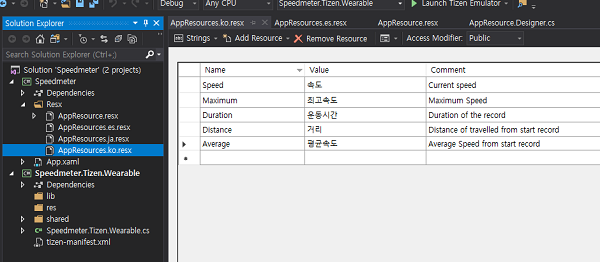 Debug Any CPU Speedmeter.Tizen.Wearable Launch Tizen Emulator
Solution Explorer
AppResources.ko.resx AppResources.es.resx AppResource.resx AppResource.Designer.cs
Strings Add Resource Remove Resource Access Modifier: Public
Search Solution Explorer (Ctrl+;)
Solution 'Speedmeter' (2 projects)
Speedmeter
Dependencies
Resx
AppResource.resx
AppResources.es.resx
AppResources.ja.resx
AppResources.ko.resx
App.xaml
Speedmeter.Tizen.Wearable
Dependencies
lib
res
shared
Speedmeter.Tizen.Wearable.cs
tizen-manifest.xml
Name Value Comment
Speed 속도 Current speed
Maximum 최고속도 Maximum Speed
Duration 운동시간 Duration of the record
Distance 거리 Distance of travelled from start record
Average 평균속도 Average Speed from start record